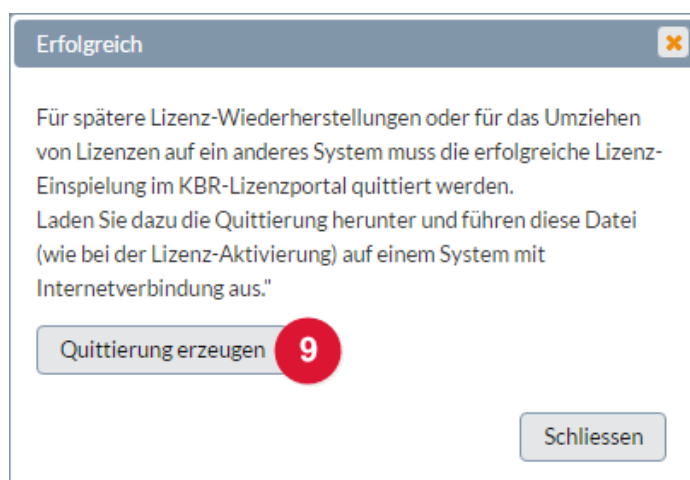 Erfolgreich
Für spätere Lizenz-Wiederherstellungen oder für das Umziehen
von Lizenzen auf ein anderes System muss die erfolgreiche Lizenz-
Einspielung im KBR-Lizenzportal quittiert werden.
Laden Sie dazu die Quittierung herunter und führen diese Datei
(wie bei der Lizenz-Aktivierung) auf einem System mit
Internetverbindung aus."
Quittierung erzeugen 9
Schliessen